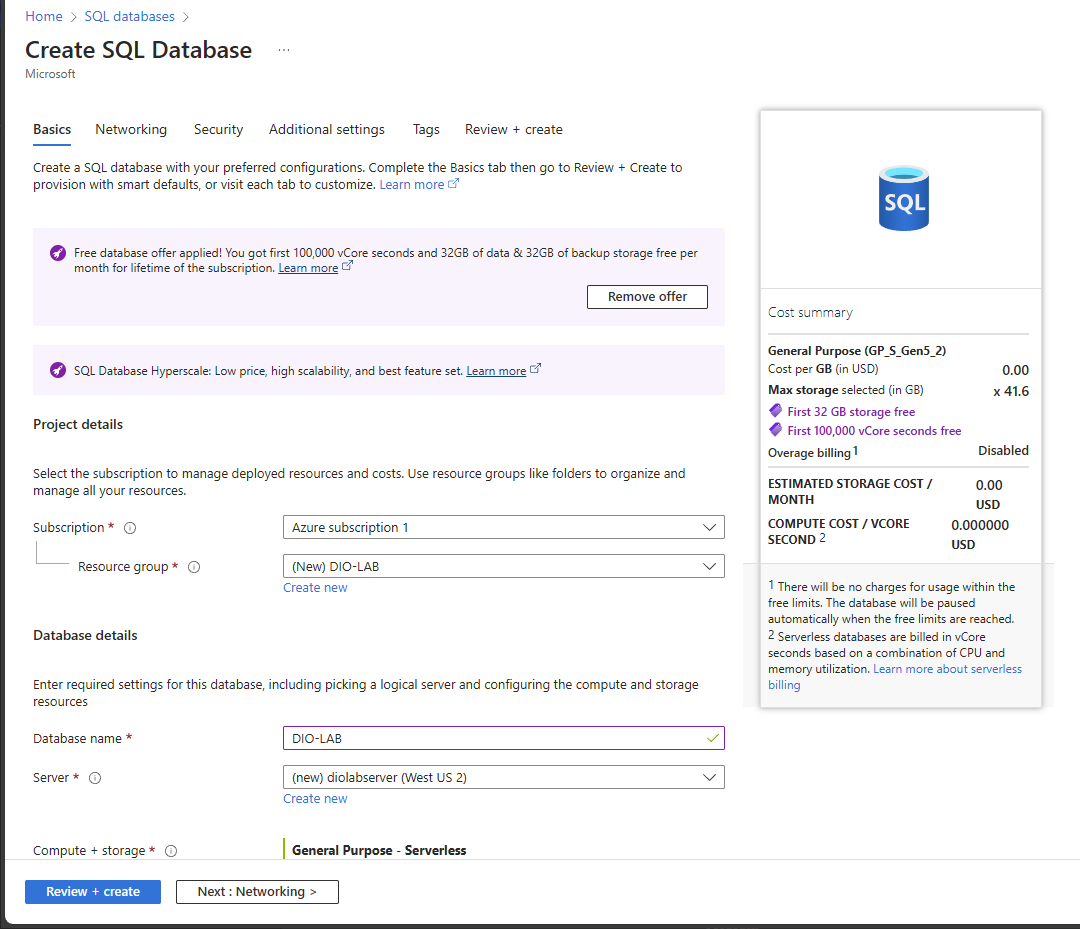 Home > SQL databases >
Create SQL Database ...
Microsoft
Basics Networking Security Additional settings Tags Review + create
Create a SQL database with your preferred configurations. Complete the Basics tab then go to Review + Create to
provision with smart defaults, or visit each tab to customize. Learn more
Free database offer applied! You got first 100,000 vCore seconds and 32GB of data & 32GB of backup storage free per
month for lifetime of the subscription. Learn more
Remove offer
SQL Database Hyperscale: Low price, high scalability, and best feature set. Learn more
Project details
Select the subscription to manage deployed resources and costs. Use resource groups like folders to organize and
manage all your resources.
Subscription *
Azure subscription 1
Resource group *
(New) DIO-LAB
Create new
Database details
Enter required settings for this database, including picking a logical server and configuring the compute and storage
resources
Database name *
DIO-LAB
Server *
(new) diolabserver (West US 2)
Create new
Compute + storage *
General Purpose - Serverless
Review + create
Next : Networking >
SQL
Cost summary
General Purpose (GP_S_Gen5_2)
Cost per GB (in USD) 0.00
Max storage selected (in GB) x 41.6
First 32 GB storage free
First 100,000 vCore seconds free
Overage billing 1 Disabled
ESTIMATED STORAGE COST / 0.00
MONTH USD
COMPUTE COST / VCORE 0.000000
SECOND 2 USD
1 There will be no charges for usage within the
free limits. The database will be paused
automatically when the free limits are reached.
2 Serverless databases are billed in vCore
seconds based on a combination of CPU and
memory utilization. Learn more about serverless
billing